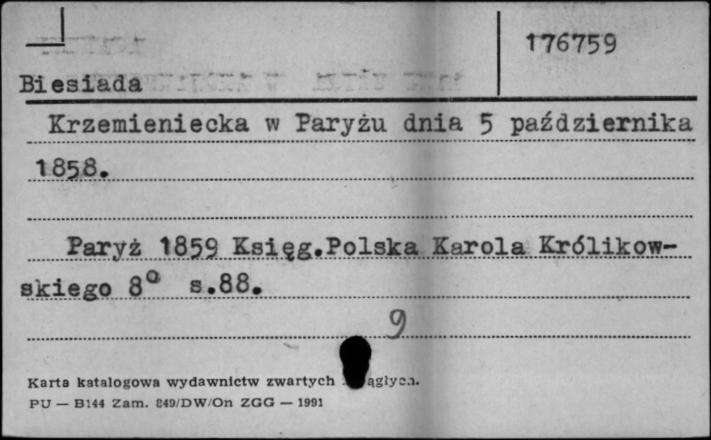 176759
Biesiada
Krzemieniecka w Paryżu dnia 5 października
1858.
Paryż 1859 Księg.Polska Karola Królikow-
skiego 8° s.88.
9
Karta katalogowa wydawnictw zwartych
PU — B144 Zam. 849/DW/On ZGG — 1991